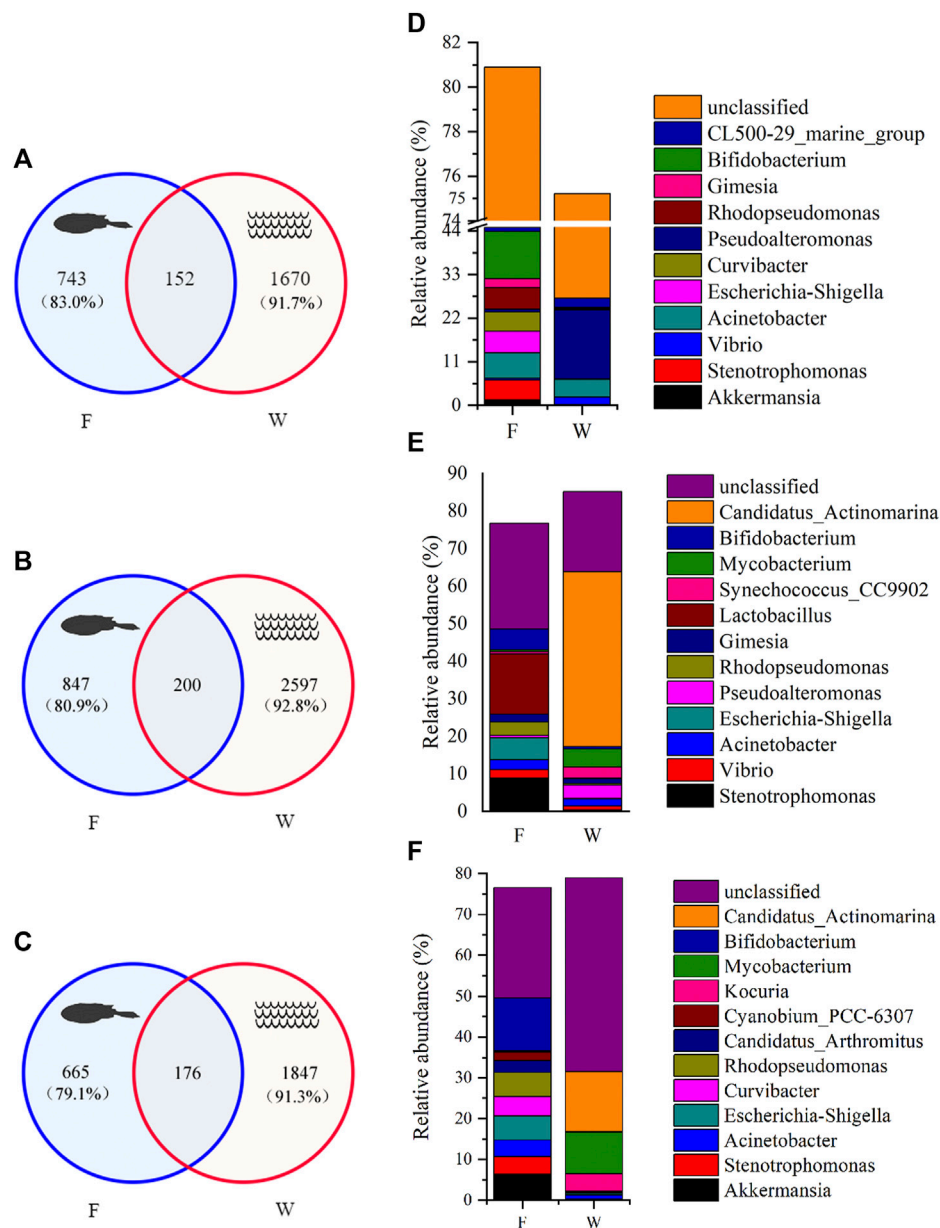 A
743
(83.0%)
152
1670
(91.7%)
F
W
B
847
(80.9%)
200
2597
(92.8%)
F
W
C
665
(79.1%)
176
1847
(91.3%)
F
W
D
Relative abundance (%)
82
80
78
76
75
74
44
33
22
11
0
F
W
unclassified
CL500-29_marine_group
Bifidobacterium
Gimesia
Rhodopseudomonas
Pseudoalteromonas
Curvibacter
Escherichia-Shigella
Acinetobacter
Vibrio
Stenotrophomonas
Akkermansia
E
Relative abundance (%)
90
80
70
60
50
40
30
20
10
0
F
W
unclassified
Candidatus_Actinomarina
Bifidobacterium
Mycobacterium
Synechococcus_CC9902
Lactobacillus
Gimesia
Rhodopseudomonas
Pseudoalteromonas
Escherichia-Shigella
Acinetobacter
Vibrio
Stenotrophomonas
F
Relative abundance (%)
80
70
60
50
40
30
20
10
0
F
W
unclassified
Candidatus_Actinomarina
Bifidobacterium
Mycobacterium
Kocuria
Cyanobium_PCC-6307
Candidatus_Arthromitus
Rhodopseudomonas
Curvibacter
Escherichia-Shigella
Acinetobacter
Stenotrophomonas
Akkermansia